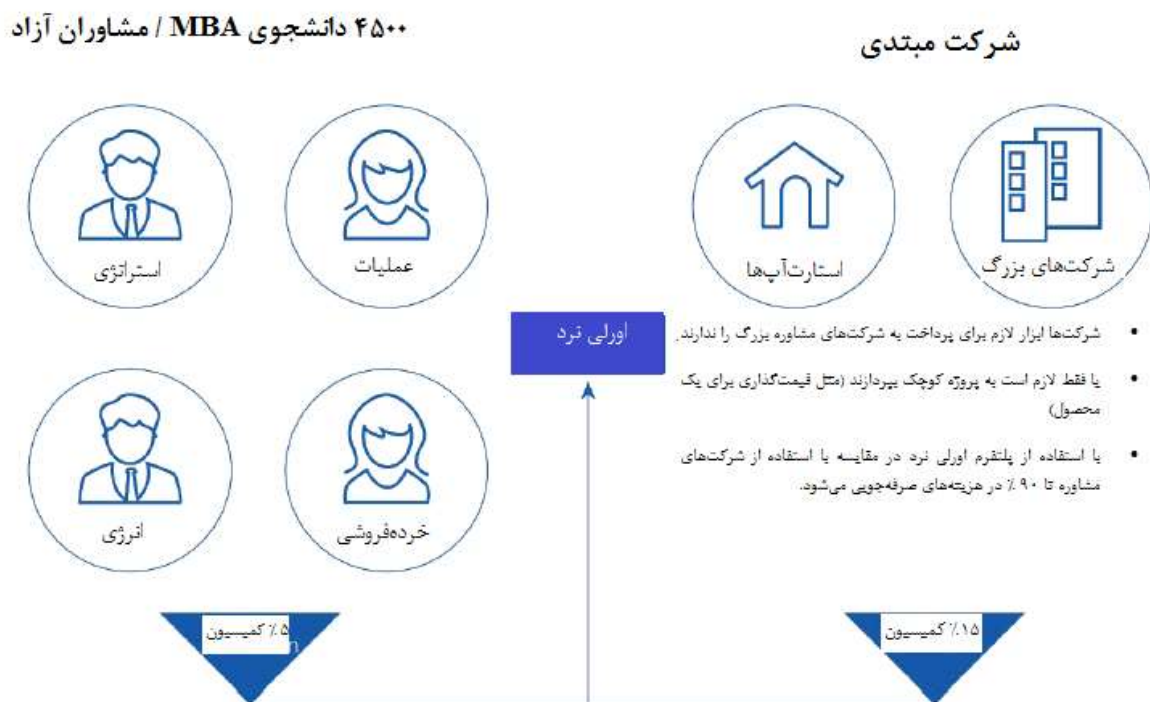 ۴۵۰۰ دانشجوی MBA / مشاوران آزاد
شرکت مبتدی
استراتژی
عملیات
استارت‌آپ‌ها
شرکت‌های بزرگ
اورلی نرد
• شرکت‌ها ابزار لازم برای پرداخت به شرکت‌های مشاوره بزرگ را ندارند.
• یا فقط لازم است به پروژه کوچک بپردازند (مثل قیمت‌گذاری برای یک
محصول)
• با استفاده از پلتفرم اورلی نرد در مقایسه با استفاده از شرکت‌های
مشاوره تا ۹۰ ٪ در هزینه‌های صرفه‌جویی می‌شود.
انرژی
خرده‌فروشی
۵ ٪ کمیسیون
n
۱۵٪ کمیسیون